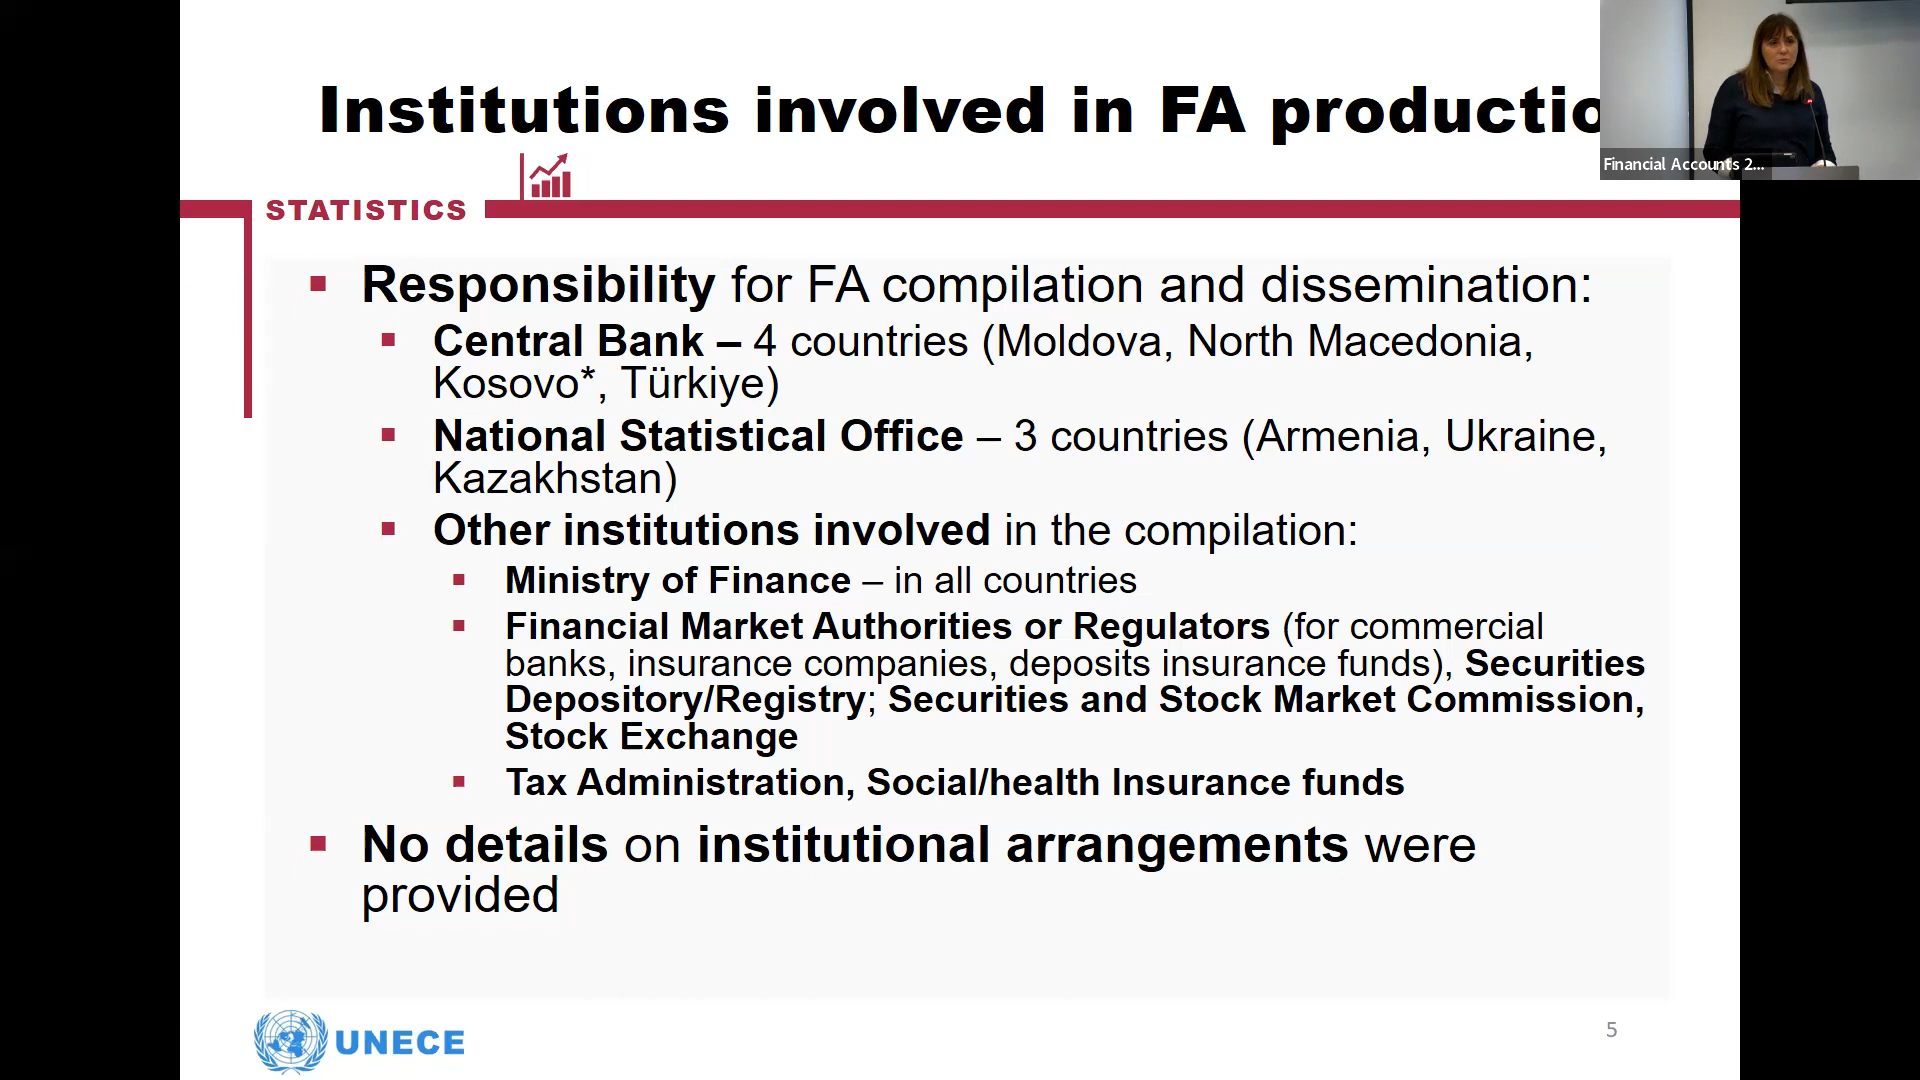 Institutions involved in FA productio
Financial Accounts 2...
STATISTICS
▪ Responsibility for FA compilation and dissemination:
▪ Central Bank – 4 countries (Moldova, North Macedonia,
Kosovo*, Türkiye)
▪ National Statistical Office – 3 countries (Armenia, Ukraine,
Kazakhstan)
▪ Other institutions involved in the compilation:
▪ Ministry of Finance – in all countries
▪ Financial Market Authorities or Regulators (for commercial
banks, insurance companies, deposits insurance funds), Securities
Depository/Registry; Securities and Stock Market Commission,
Stock Exchange
▪ Tax Administration, Social/health Insurance funds
▪ No details on institutional arrangements were
provided
UNECE
5